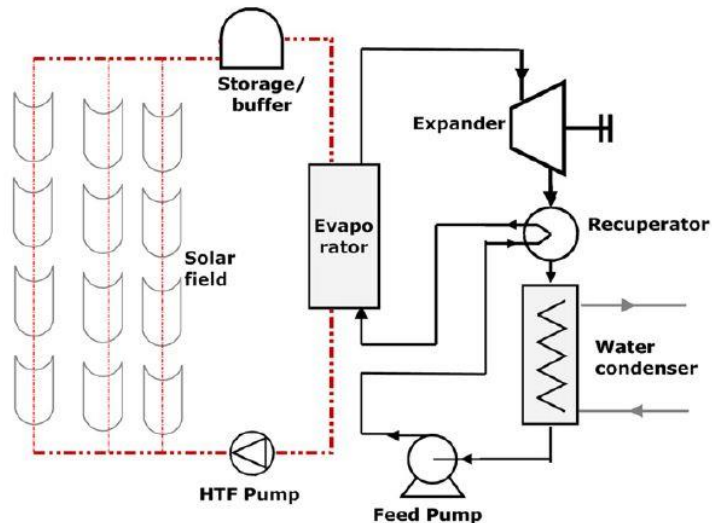 Storage/
buffer
Expander
Evapo
rator
Recuperator
Solar
field
Water
condenser
HTF Pump
Feed Pump